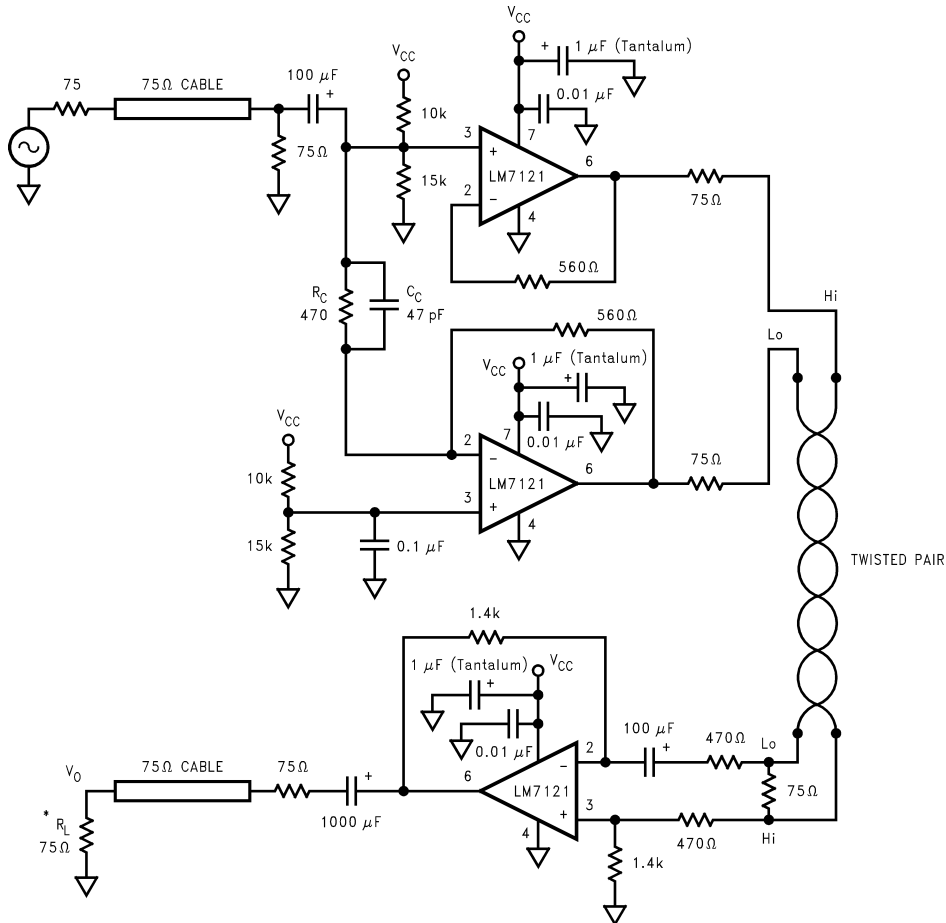 V_CC
1 µF (Tantalum)
+
V_CC
75
75Ω CABLE
100 µF
+
0.01 µF
10k
7
3
+
6
75Ω
LM7121
15k
2
−
4
75Ω
560Ω
Hi
R_C
470
C_C
47 pF
560Ω
Lo
V_CC
1 µF (Tantalum)
+
V_CC
7
0.01 µF
2
−
6
75Ω
10k
LM7121
3
+
4
15k
0.1 µF
TWISTED PAIR
1.4k
1 µF (Tantalum)
+
V_CC
0.01 µF
100 µF
+
470Ω
Lo
2
−
V_O
75Ω CABLE
75Ω
+
6
LM7121
75Ω
1000 µF
3
+
* R_L
75Ω
4
470Ω
Hi
1.4k